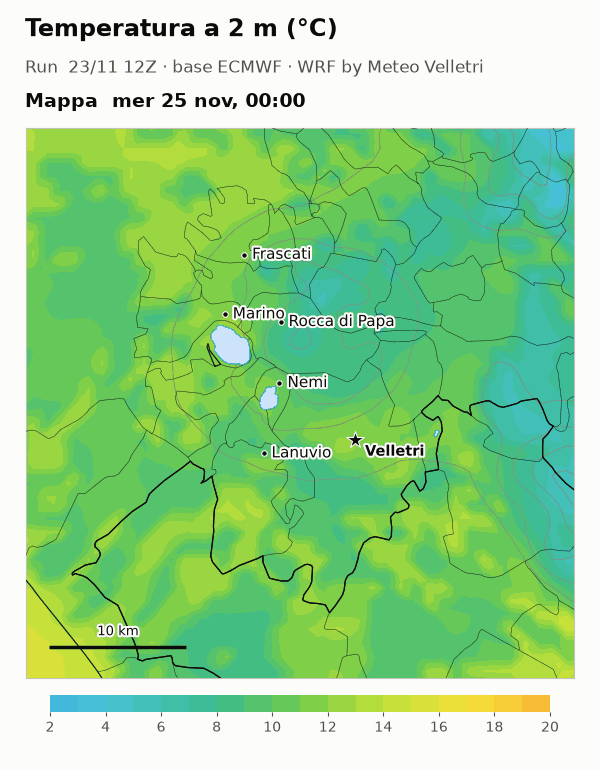 Temperatura a 2 m (°C)
Run  23/11 12Z · base ECMWF · WRF by Meteo Velletri
Mappa  mer 25 nov, 00:00
Frascati
Marino
Rocca di Papa
Nemi
Velletri
Lanuvio
10 km
2 4 6 8 10 12 14 16 18 20